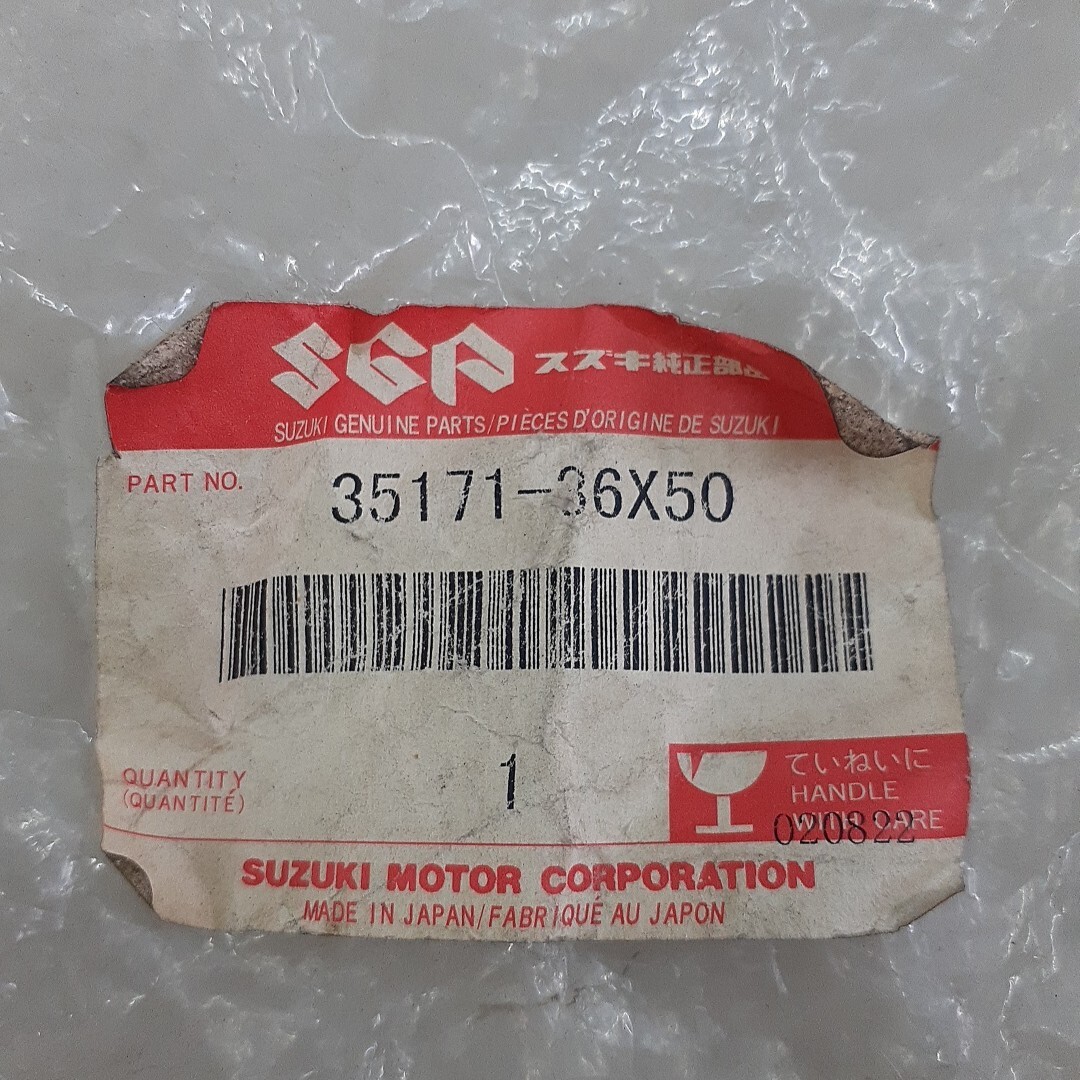 SGP スズキ純正部品
SUZUKI GENUINE PARTS/PIÈCES D'ORIGINE DE SUZUKI
PART NO. 35171-36X50
QUANTITY 1
(QUANTITÉ)
ていねいに
HANDLE
WITH CARE
020822
SUZUKI MOTOR CORPORATION
MADE IN JAPAN/FABRIQUÉ AU JAPON